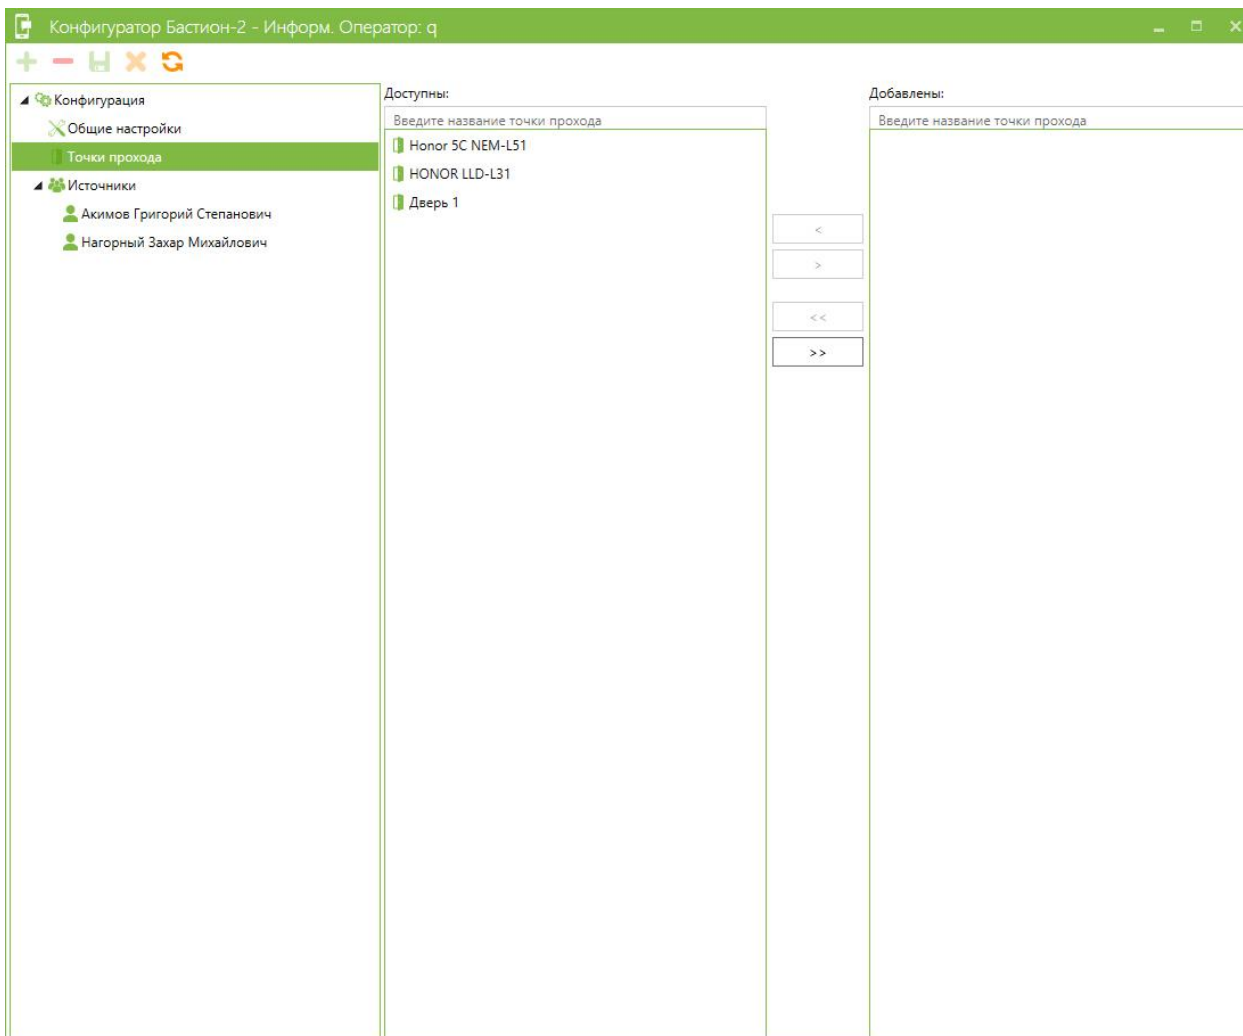 Конфигуратор Бастион-2 - Информ. Оператор: q
Конфигурация
Общие настройки
Точки прохода
Источники
Акимов Григорий Степанович
Нагорный Захар Михайлович
Доступны:
Введите название точки прохода
Honor 5C NEM-L51
HONOR LLD-L31
Дверь 1
<
>
<<
>>
Добавлены:
Введите название точки прохода